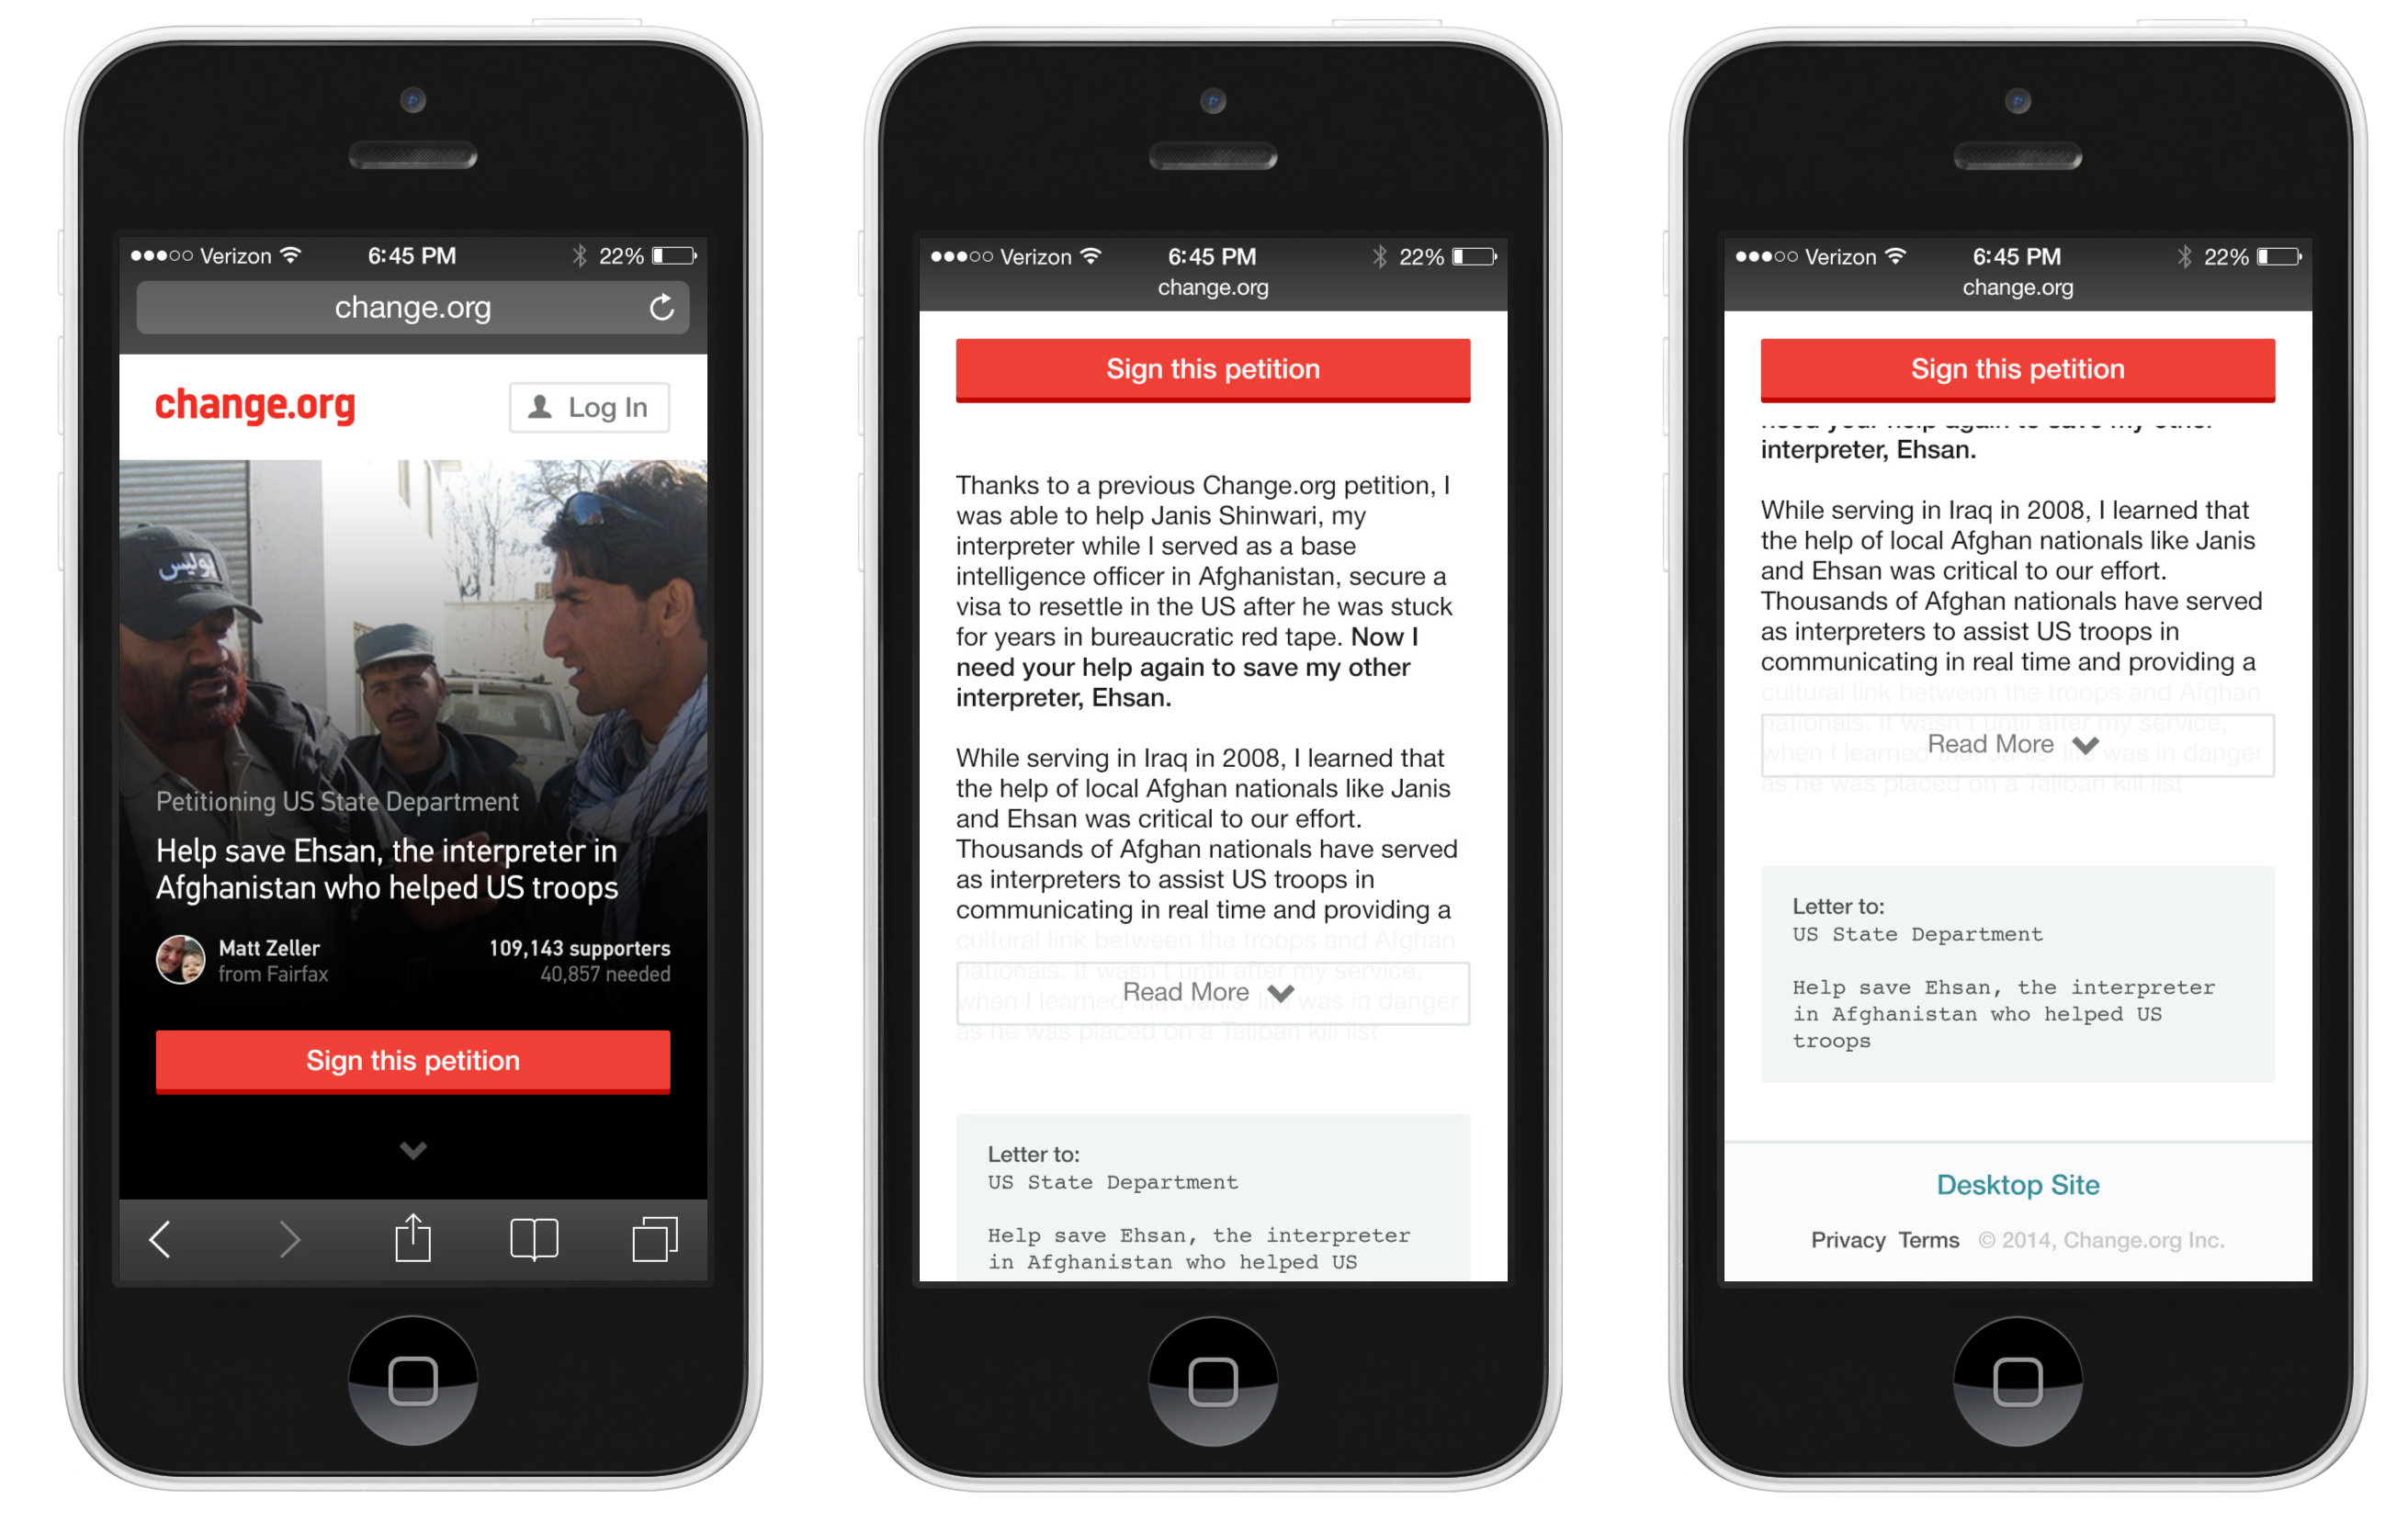 Verizon 6:45 PM 22%
change.org
change.org Log In
پولیس
Petitioning US State Department
Help save Ehsan, the interpreter in
Afghanistan who helped US troops
Matt Zeller 109,143 supporters
from Fairfax 40,857 needed
Sign this petition
Verizon 6:45 PM 22%
change.org
Sign this petition
Thanks to a previous Change.org petition, I
was able to help Janis Shinwari, my
interpreter while I served as a base
intelligence officer in Afghanistan, secure a
visa to resettle in the US after he was stuck
for years in bureaucratic red tape. Now I
need your help again to save my other
interpreter, Ehsan.
While serving in Iraq in 2008, I learned that
the help of local Afghan nationals like Janis
and Ehsan was critical to our effort.
Thousands of Afghan nationals have served
as interpreters to assist US troops in
communicating in real time and providing a
cultural link between the troops and Afghan
nationals. It wasn't until after my service,
when I learned that Janis' life was in danger
Read More
as he was placed on a Taliban kill list
Letter to:
US State Department
Help save Ehsan, the interpreter
in Afghanistan who helped US
Verizon 6:45 PM 22%
change.org
Sign this petition
need your help again to save my other
interpreter, Ehsan.
While serving in Iraq in 2008, I learned that
the help of local Afghan nationals like Janis
and Ehsan was critical to our effort.
Thousands of Afghan nationals have served
as interpreters to assist US troops in
communicating in real time and providing a
cultural link between the troops and Afghan
nationals. It wasn't until after my service,
when I learned that Janis' life was in danger
Read More
as he was placed on a Taliban kill list
Letter to:
US State Department
Help save Ehsan, the interpreter
in Afghanistan who helped US
troops
Desktop Site
Privacy Terms © 2014, Change.org Inc.